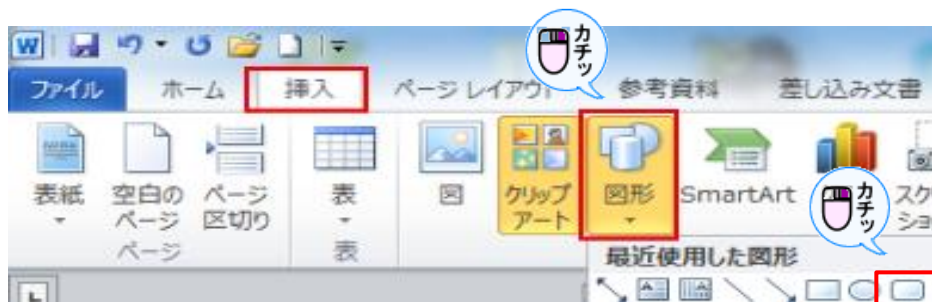 W
カチッ
ファイル ホーム 挿入 ページ レイアウト 参考資料 差し込み文書
表紙 空白の ページ 表 図 クリップ 図形 SmartArt スク
ページ 区切り アート ショ
カチッ
ページ 表
最近使用した図形